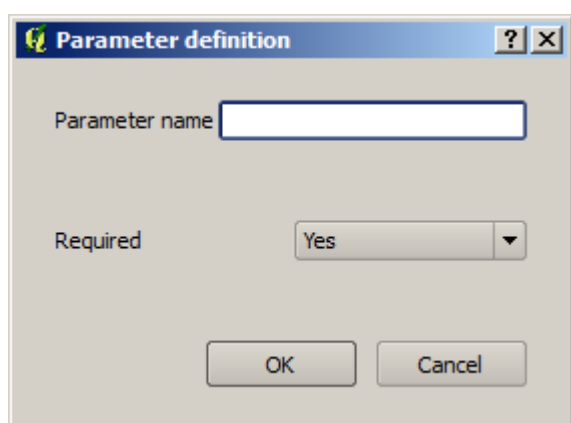 Parameter definition
Parameter name
Required Yes
OK Cancel